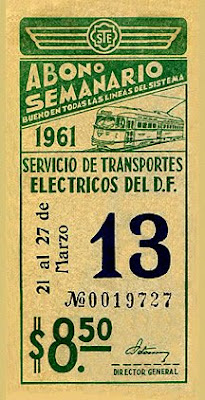 STE
ABONO
SEMANARIO
BUENO EN TODAS LAS LINEAS DEL SISTEMA
1961
SERVICIO DE TRANSPORTES
ELECTRICOS DEL D.F.
21 al 27 de
Marzo
13
№0019727
$8.50
DIRECTOR GENERAL